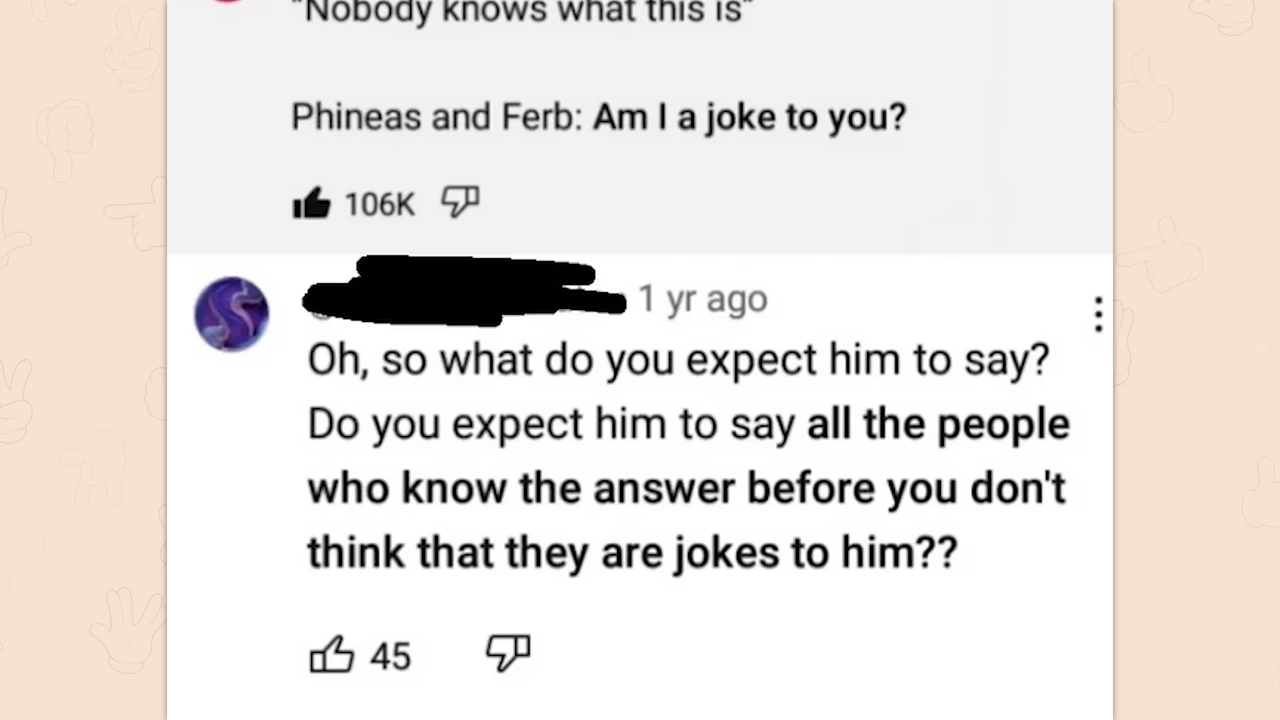 "Nobody knows what this is"
Phineas and Ferb: Am I a joke to you?
106K
1 yr ago
Oh, so what do you expect him to say?
Do you expect him to say all the people
who know the answer before you don't
think that they are jokes to him??
45